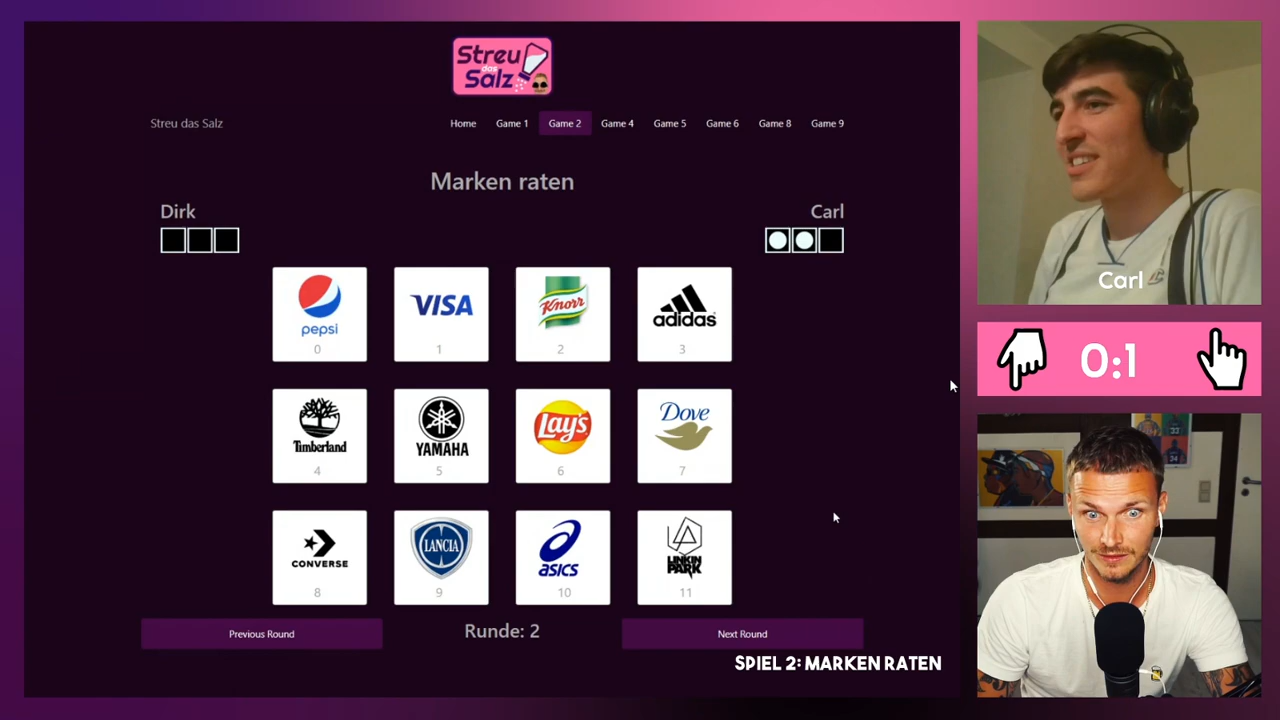 Streu
das
Salz
Streu das Salz
Home Game 1 Game 2 Game 4 Game 5 Game 6 Game 8 Game 9
Marken raten
Dirk
Carl
pepsi
0
VISA
1
Knorr
2
adidas
3
Timberland
4
YAMAHA
5
Lay's
6
Dove
7
CONVERSE
8
LANCIA
9
asics
10
LINKIN
PARK
11
Previous Round
Runde: 2
Next Round
SPIEL 2: MARKEN RATEN
Carl
0:1